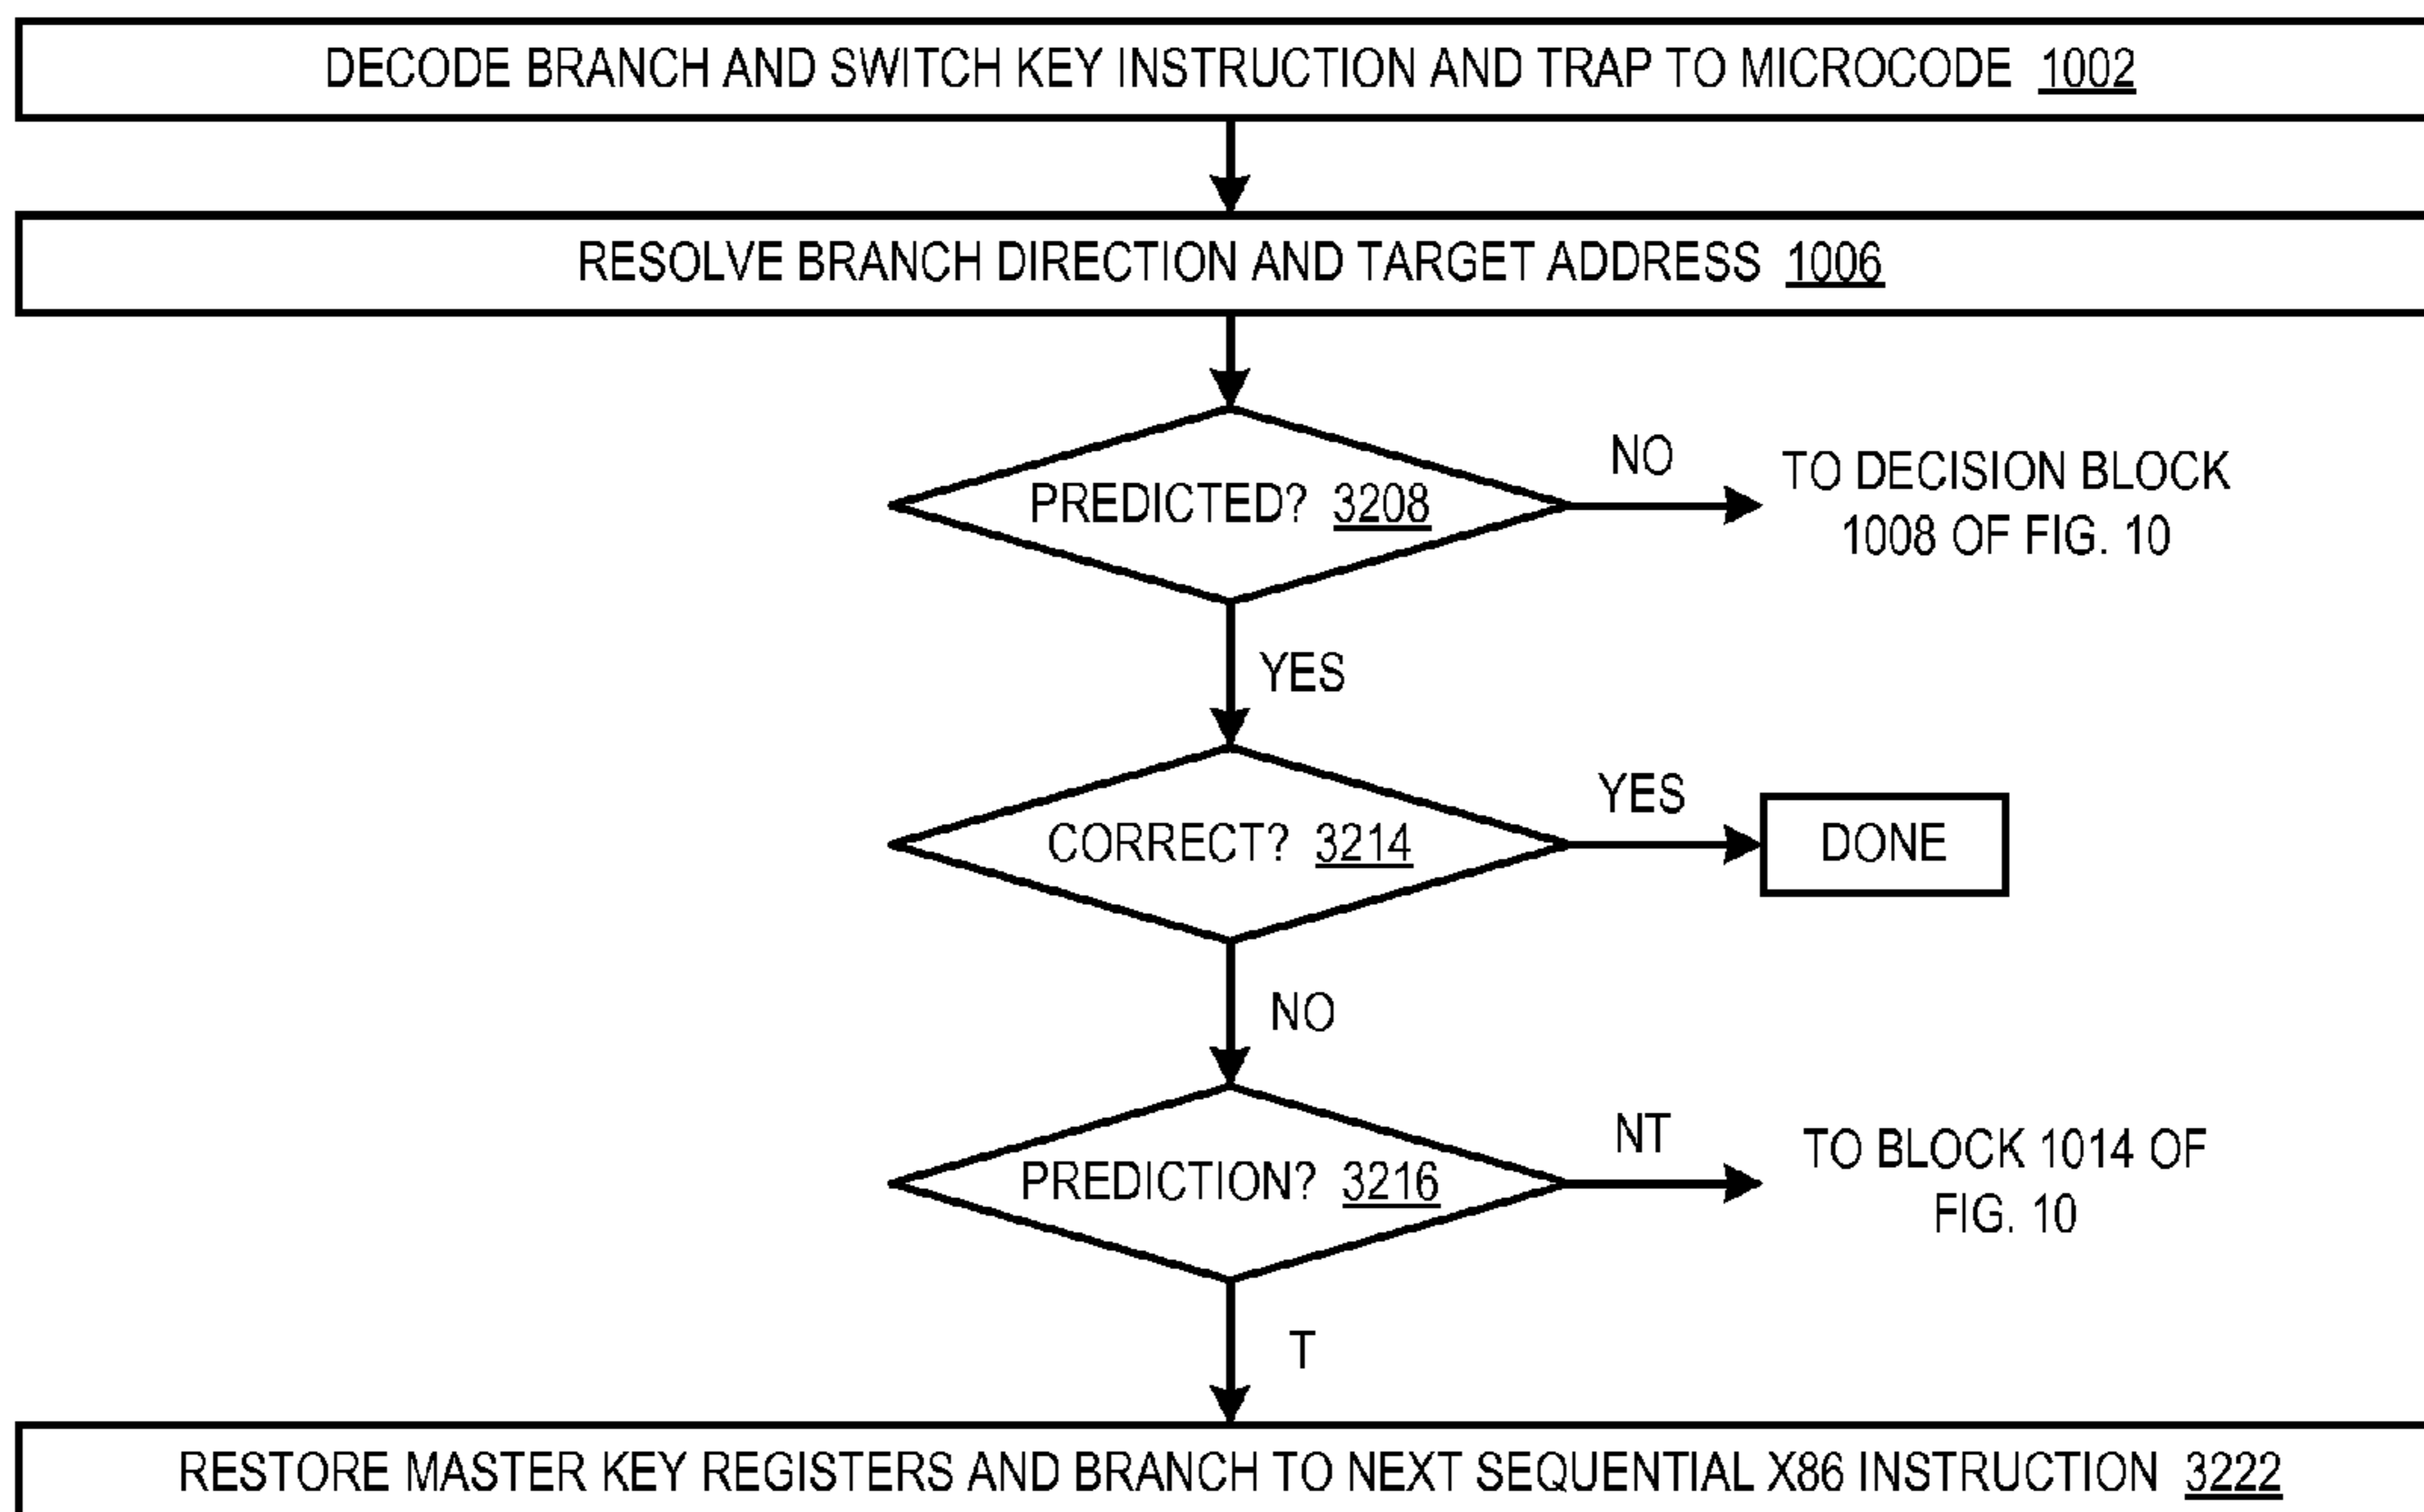 DECODE BRANCH AND SWITCH KEY INSTRUCTION AND TRAP TO MICROCODE 1002
RESOLVE BRANCH DIRECTION AND TARGET ADDRESS 1006
PREDICTED? 3208
NO
TO DECISION BLOCK
1008 OF FIG. 10
YES
CORRECT? 3214
YES
DONE
NO
PREDICTION? 3216
NT
TO BLOCK 1014 OF
FIG. 10
T
RESTORE MASTER KEY REGISTERS AND BRANCH TO NEXT SEQUENTIAL X86 INSTRUCTION 3222